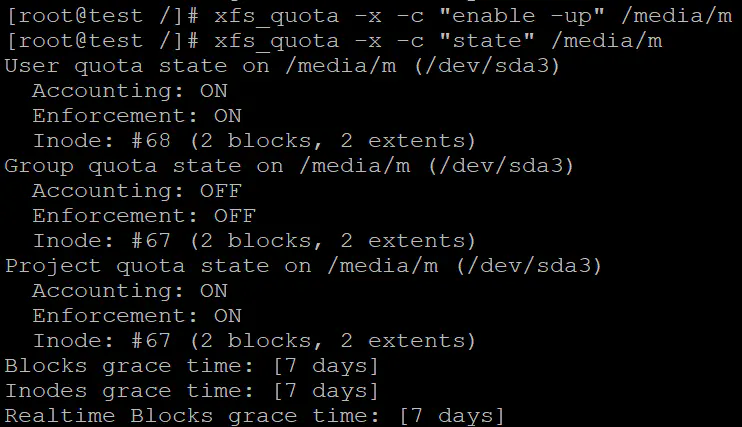 [root@test /]# xfs_quota -x -c "enable -up" /media/m
[root@test /]# xfs_quota -x -c "state" /media/m
User quota state on /media/m (/dev/sda3)
  Accounting: ON
  Enforcement: ON
  Inode: #68 (2 blocks, 2 extents)
Group quota state on /media/m (/dev/sda3)
  Accounting: OFF
  Enforcement: OFF
  Inode: #67 (2 blocks, 2 extents)
Project quota state on /media/m (/dev/sda3)
  Accounting: ON
  Enforcement: ON
  Inode: #67 (2 blocks, 2 extents)
Blocks grace time: [7 days]
Inodes grace time: [7 days]
Realtime Blocks grace time: [7 days]